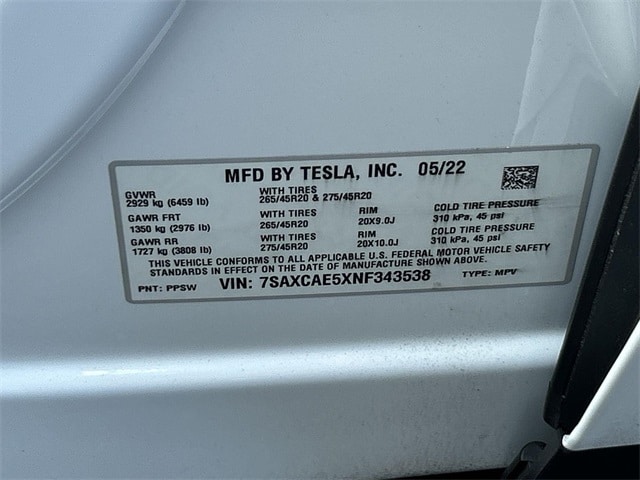 MFD BY TESLA, INC. 05/22
GVWR
2929 kg (6459 lb)
WITH TIRES
265/45R20 & 275/45R20
GAWR FRT
1350 kg (2976 lb)
WITH TIRES
265/45R20
RIM
20X9.0J
COLD TIRE PRESSURE
310 kPa, 45 psi
GAWR RR
1727 kg (3808 lb)
WITH TIRES
275/45R20
RIM
20X10.0J
COLD TIRE PRESSURE
310 kPa, 45 psi
THIS VEHICLE CONFORMS TO ALL APPLICABLE U.S. FEDERAL MOTOR VEHICLE SAFETY
STANDARDS IN EFFECT ON THE DATE OF MANUFACTURE SHOWN ABOVE.
PNT: PPSW VIN: 7SAXCAE5XNF343538 TYPE: MPV